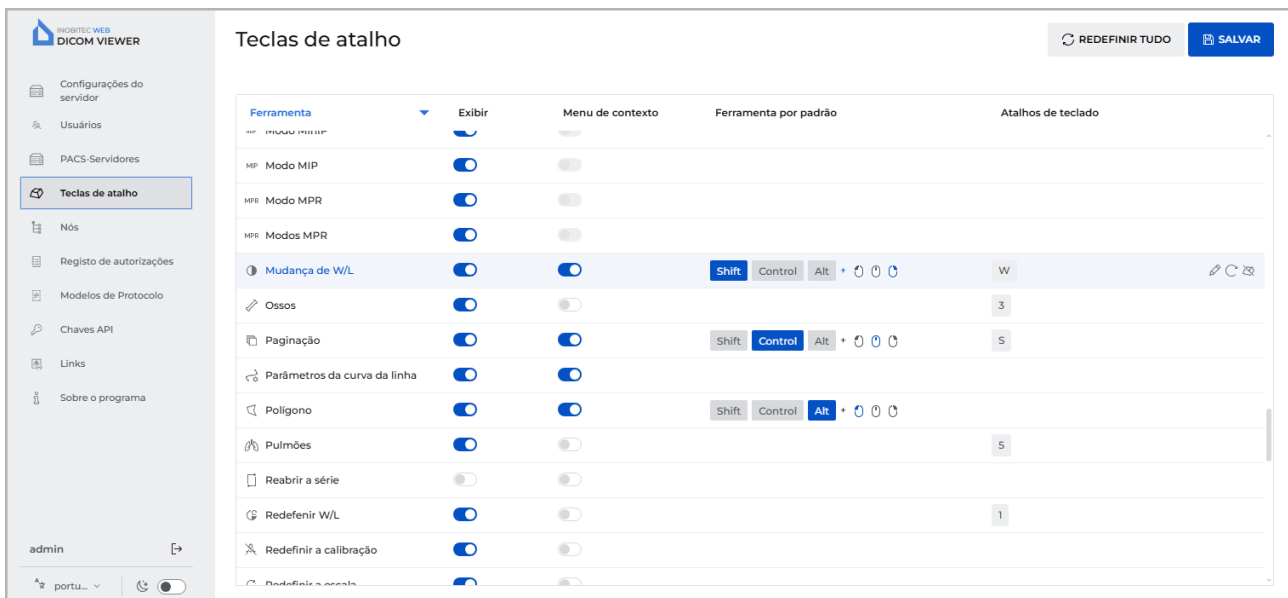 INOBITEC WEB
DICOM VIEWER
Configurações do
servidor
Usuários
PACS-Servidores
Teclas de atalho
Nós
Registo de autorizações
Modelos de Protocolo
Chaves API
Links
Sobre o programa
admin
portu...
Teclas de atalho
REDEFINIR TUDO
SALVAR
Ferramenta Exibir Menu de contexto Ferramenta por padrão Atalhos de teclado
MIP Modo MIP
MPR Modo MPR
MPR Modos MPR
Mudança de W/L Shift Control Alt + W
Ossos 3
Paginação Shift Control Alt + S
Parâmetros da curva da linha
Polígono Shift Control Alt +
Pulmões 5
Reabrir a série
Redefenir W/L 1
Redefinir a calibração
Redefinir a escala